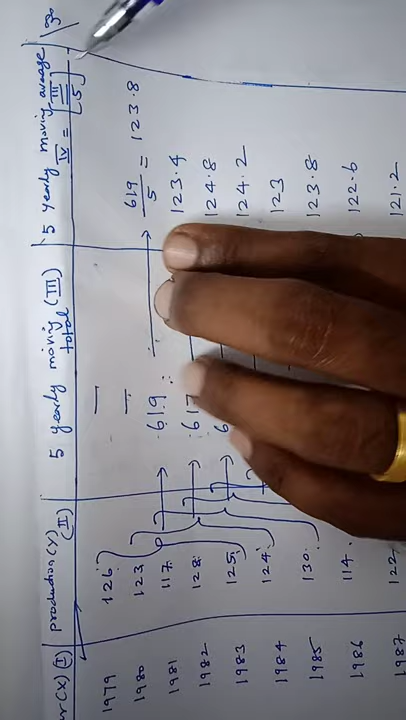 r(X) (I) production(Y) (II) 5 yearly moving (III) total 5 yearly moving average IV = [III/5]
1979 126 — —
1980 123 —
1981 117 619 619/5 = 123.8
1982 128 617 123.4
1983 125 6 124.8
1984 124 124.2
1985 130 123
1986 114 123.8
1987 122 122.6
121.2